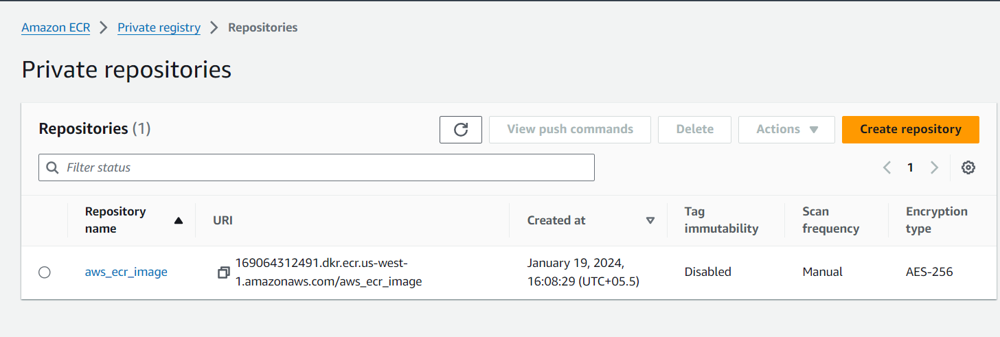 Amazon ECR > Private registry > Repositories
Private repositories
Repositories (1)
View push commands
Delete
Actions
Create repository
Filter status
1
Repository name
URI
Created at
Tag immutability
Scan frequency
Encryption type
aws_ecr_image
169064312491.dkr.ecr.us-west-
1.amazonaws.com/aws_ecr_image
January 19, 2024,
16:08:29 (UTC+05.5)
Disabled
Manual
AES-256